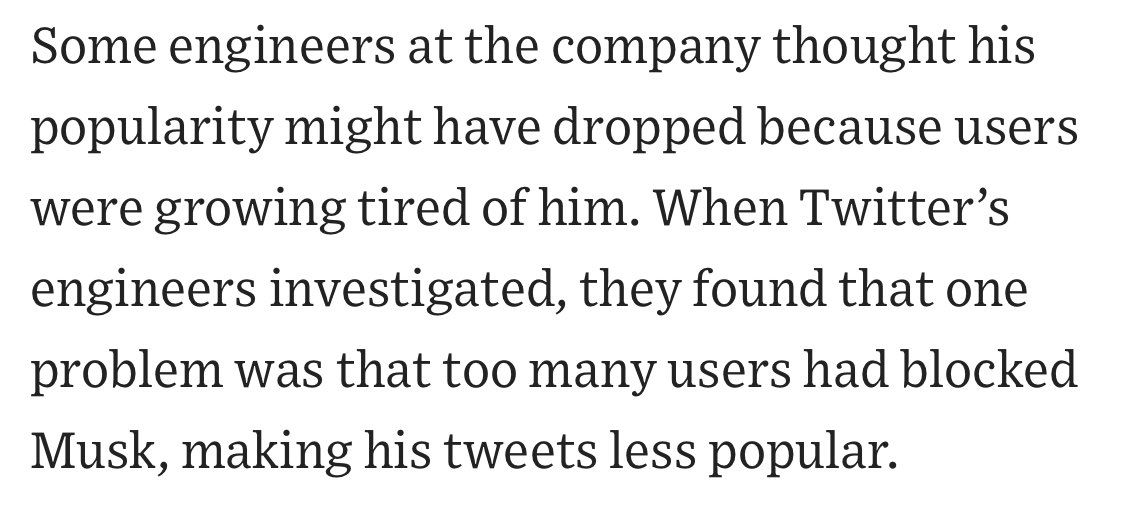 Some engineers at the company thought his
popularity might have dropped because users
were growing tired of him. When Twitter’s
engineers investigated, they found that one
problem was that too many users had blocked
Musk, making his tweets less popular.